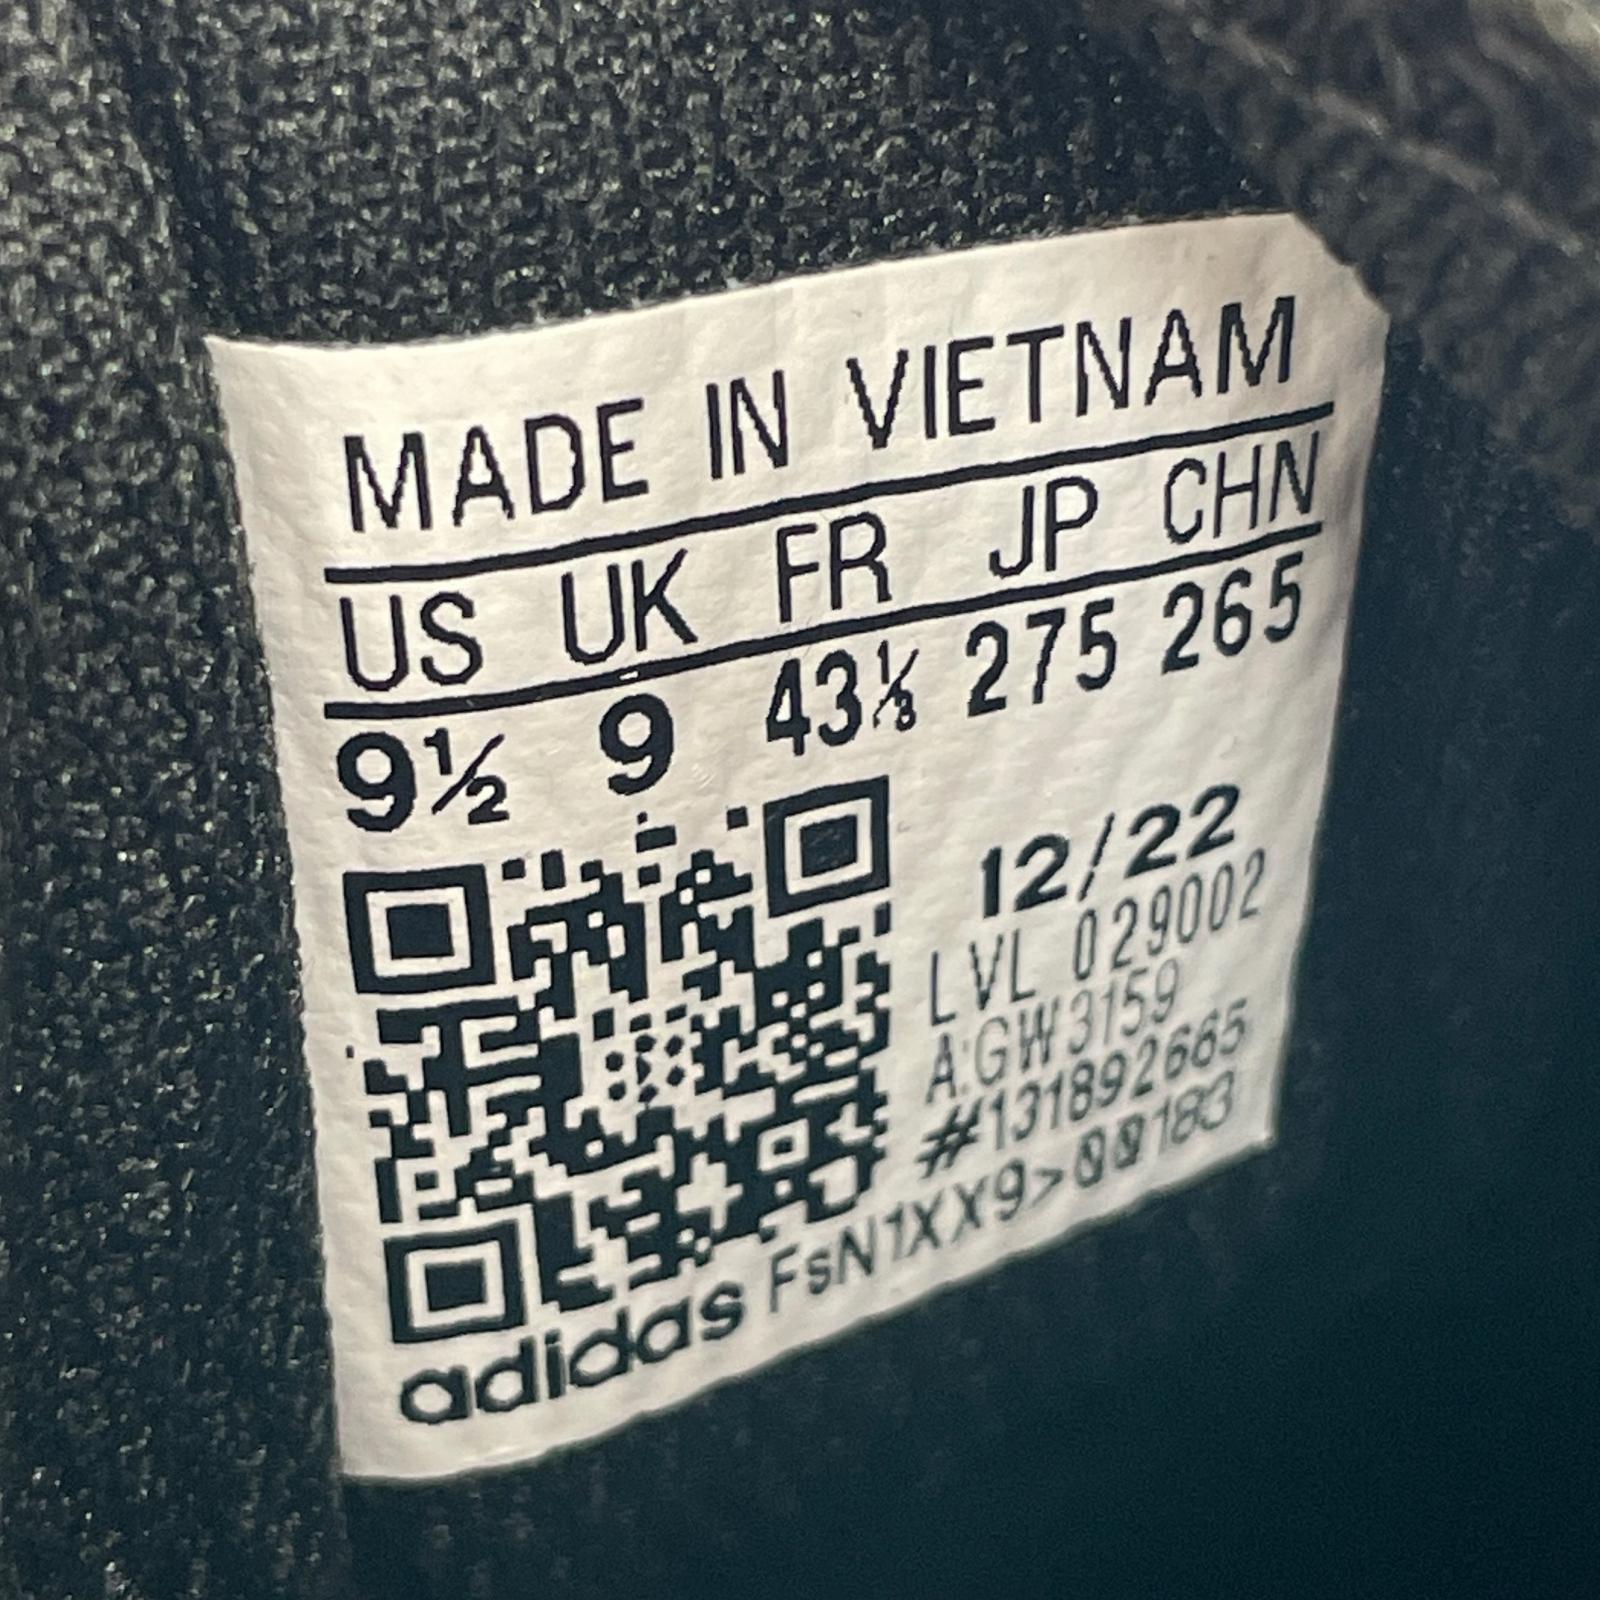 MADE IN VIETNAM
US UK FR JP CHN
9½ 9 43⅓ 275 265
12/22
LVL 029002
A:GW3159
#131892665
adidas FsN1XX9>00183